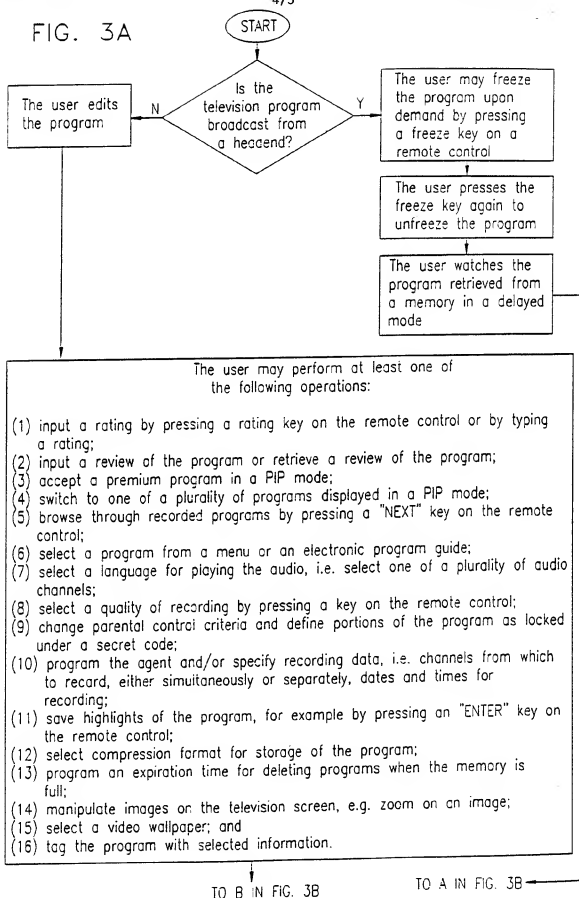 4/5
FIG. 3A
START
Is the
television program
broadcast from
a headend?
N
Y
The user edits
the program
The user may freeze
the program upon
demand by pressing
a freeze key on a
remote control
The user presses the
freeze key again to
unfreeze the program
The user watches the
program retrieved from
a memory in a delayed
mode
The user may perform at least one of
the following operations:
(1) input a rating by pressing a rating key on the remote control or by typing
a rating;
(2) input a review of the program or retrieve a review of the program;
(3) accept a premium program in a PIP mode;
(4) switch to one of a plurality of programs displayed in a PIP mode;
(5) browse through recorded programs by pressing a "NEXT" key on the remote
control;
(6) select a program from a menu or an electronic program guide;
(7) select a language for playing the audio, i.e. select one of a plurality of audio
channels;
(8) select a quality of recording by pressing a key on the remote control;
(9) change parental control criteria and define portions of the program as locked
under a secret code;
(10) program the agent and/or specify recording data, i.e. channels from which
to record, either simultaneously or separately, dates and times for
recording;
(11) save highlights of the program, for example by pressing an "ENTER" key on
the remote control;
(12) select compression format for storage of the program;
(13) program an expiration time for deleting programs when the memory is
full;
(14) manipulate images on the television screen, e.g. zoom on an image;
(15) select a video wallpaper; and
(16) tag the program with selected information.
TO B IN FIG. 3B
TO A IN FIG. 3B